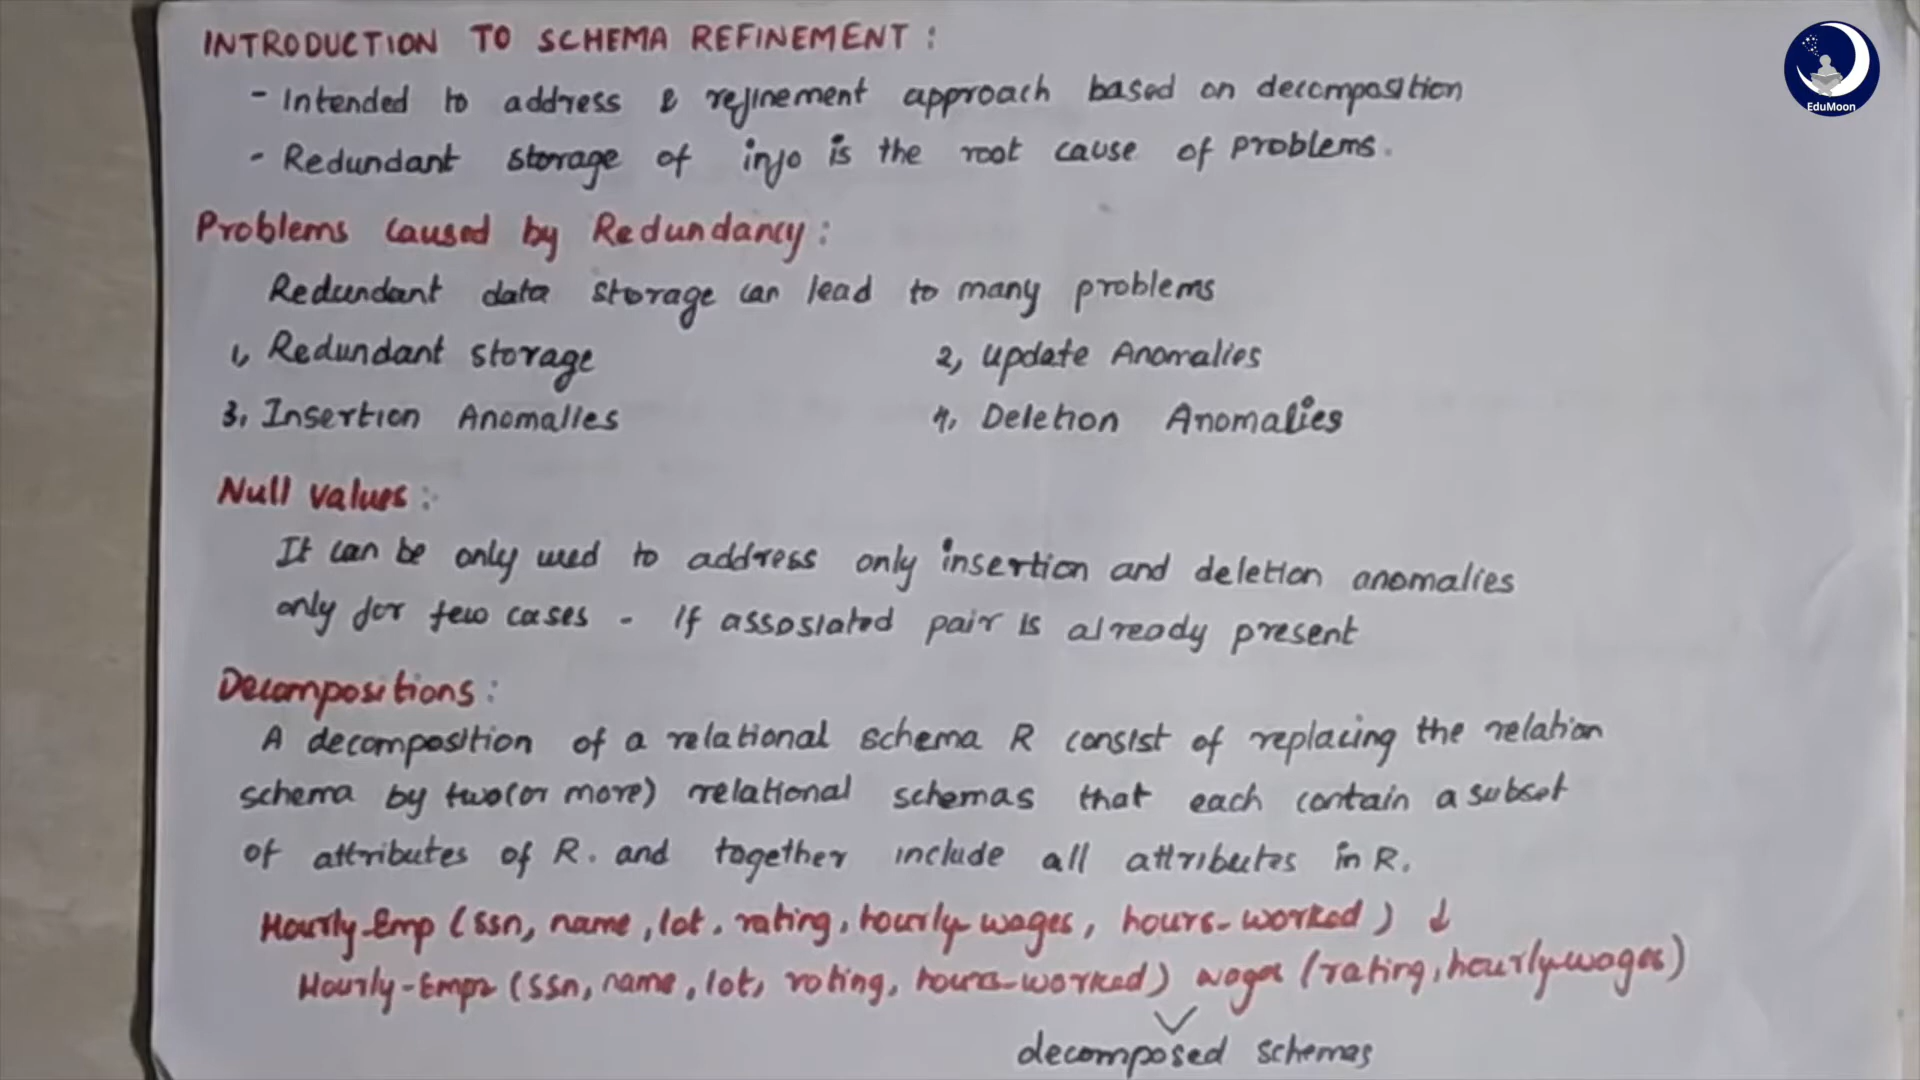 INTRODUCTION TO SCHEMA REFINEMENT :
- Intended to address & refinement approach based on decomposition
- Redundant storage of info is the root cause of problems.
EduMoon
Problems caused by Redundancy :
Redundant data storage can lead to many problems
1, Redundant storage
2, update Anomalies
3, Insertion Anomalies
4, Deletion Anomalies
Null values :-
It can be only used to address only insertion and deletion anomalies
only for few cases - If assosiated pair is already present
Decompositions :
A decomposition of a relational schema R consist of replacing the relation
schema by two(or more) relational schemas that each contain a subset
of attributes of R. and together include all attributes in R.
Hourly-Emp (ssn, name, lot, rating, hourly-wages, hours-worked) ↓
Hourly-Emp2 (ssn, name, lot, rating, hours-worked) wages (rating, hourly-wages)
decomposed schemas